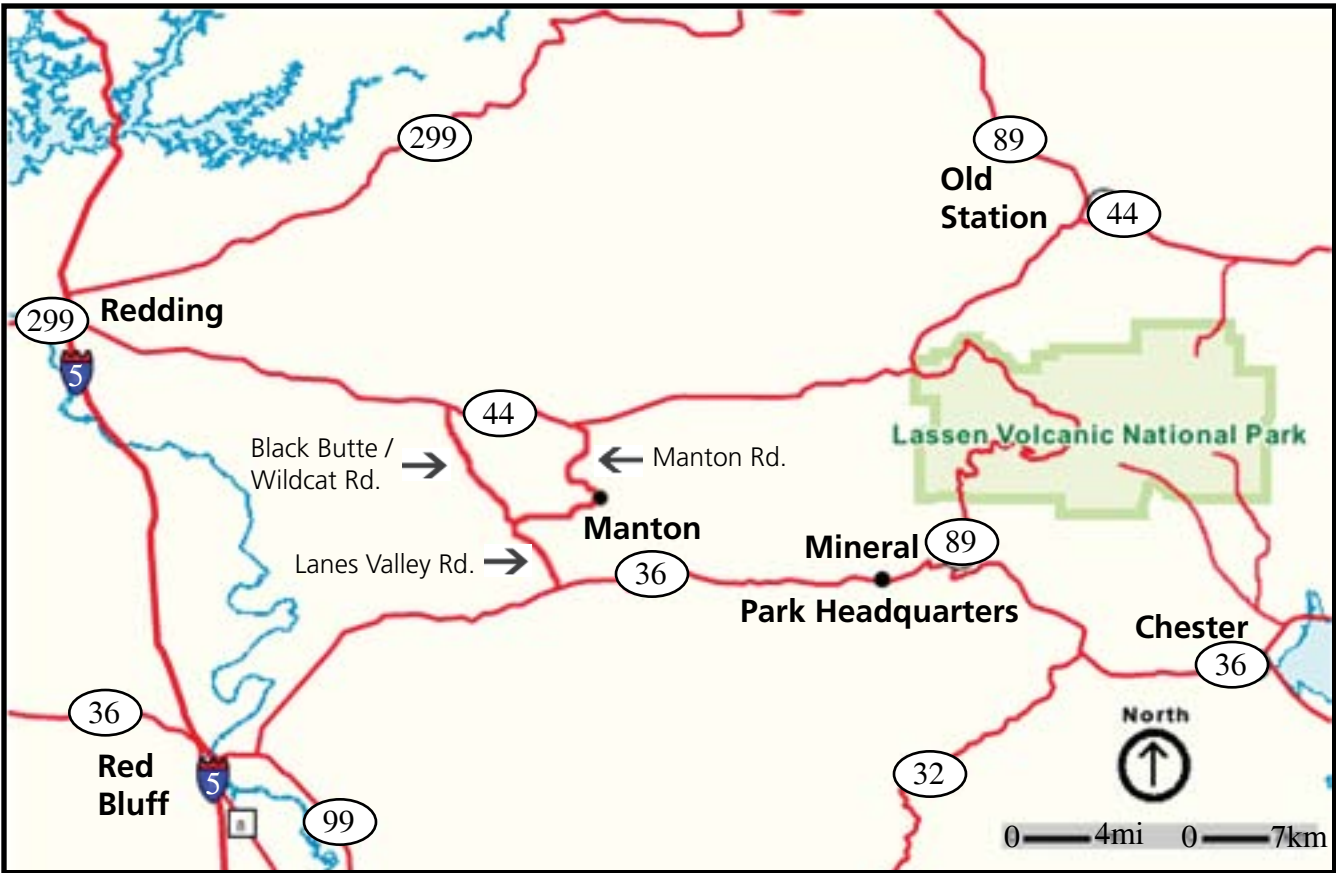 299
89
Old
Station
44
Redding
299
5
44
Black Butte /
Wildcat Rd.
Manton Rd.
Lassen Volcanic National Park
Manton
Lanes Valley Rd.
36
Mineral
89
Park Headquarters
Chester
36
36
North
Red
Bluff
5
32
99
0 4mi 0 7km